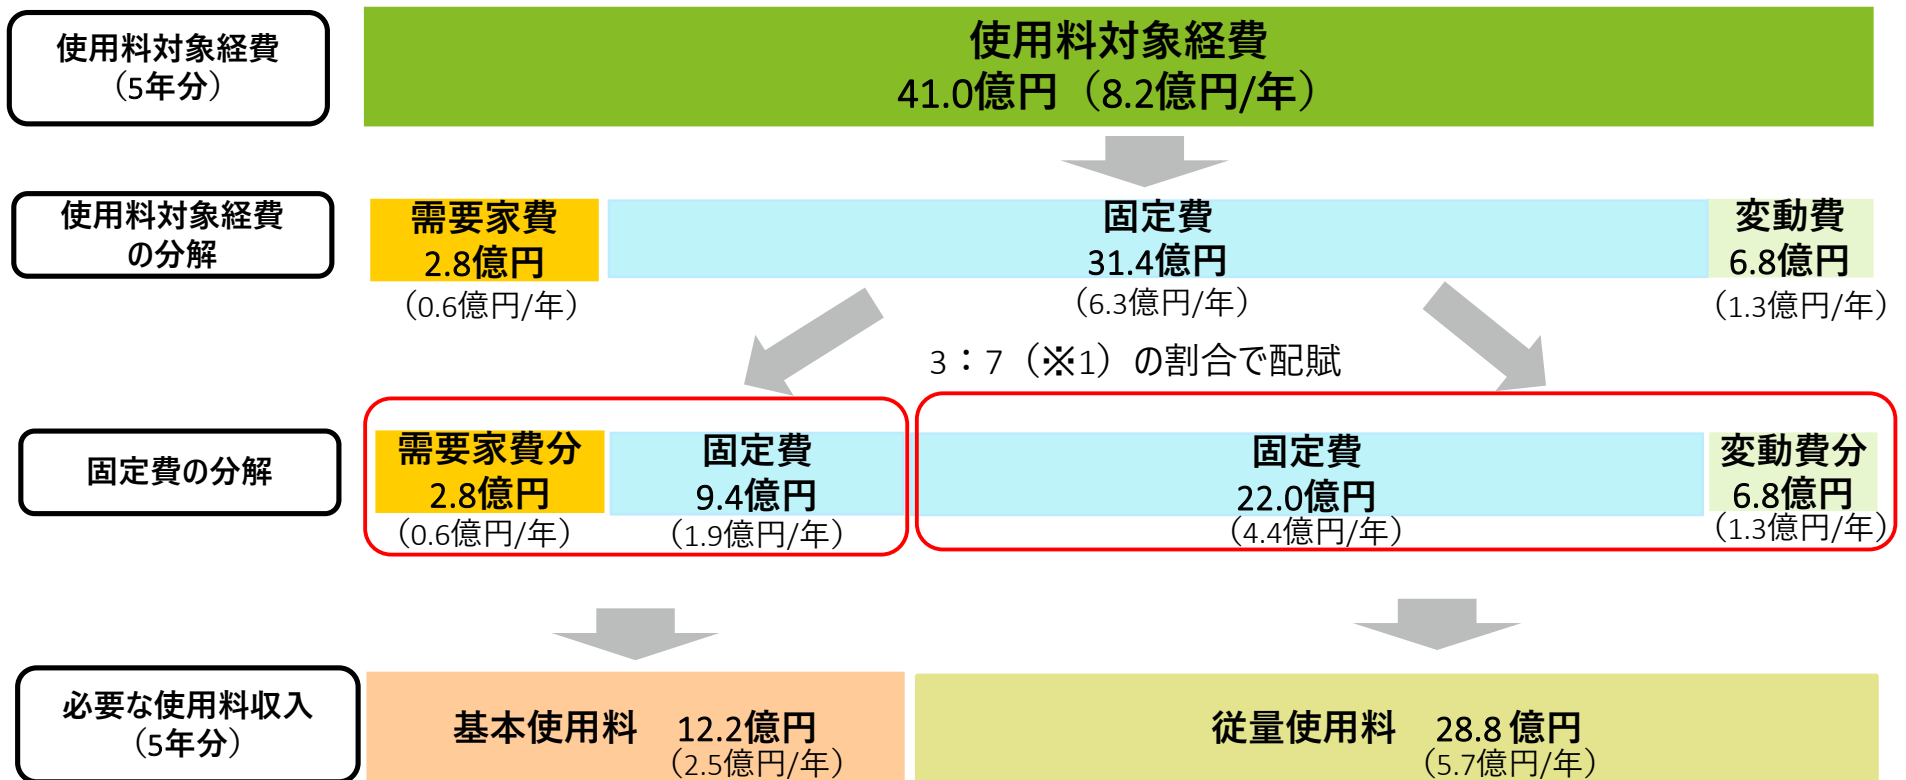 使用料対象経費
（5年分）
使用料対象経費
41.0億円（8.2億円/年）
使用料対象経費
の分解
需要家費
2.8億円
（0.6億円/年）
固定費
31.4億円
（6.3億円/年）
変動費
6.8億円
（1.3億円/年）
3：7（※1）の割合で配賦
固定費の分解
需要家費分
2.8億円
（0.6億円/年）
固定費
9.4億円
（1.9億円/年）
固定費
22.0億円
（4.4億円/年）
変動費分
6.8億円
（1.3億円/年）
必要な使用料収入
（5年分）
基本使用料　12.2億円
（2.5億円/年）
従量使用料　28.8億円
（5.7億円/年）